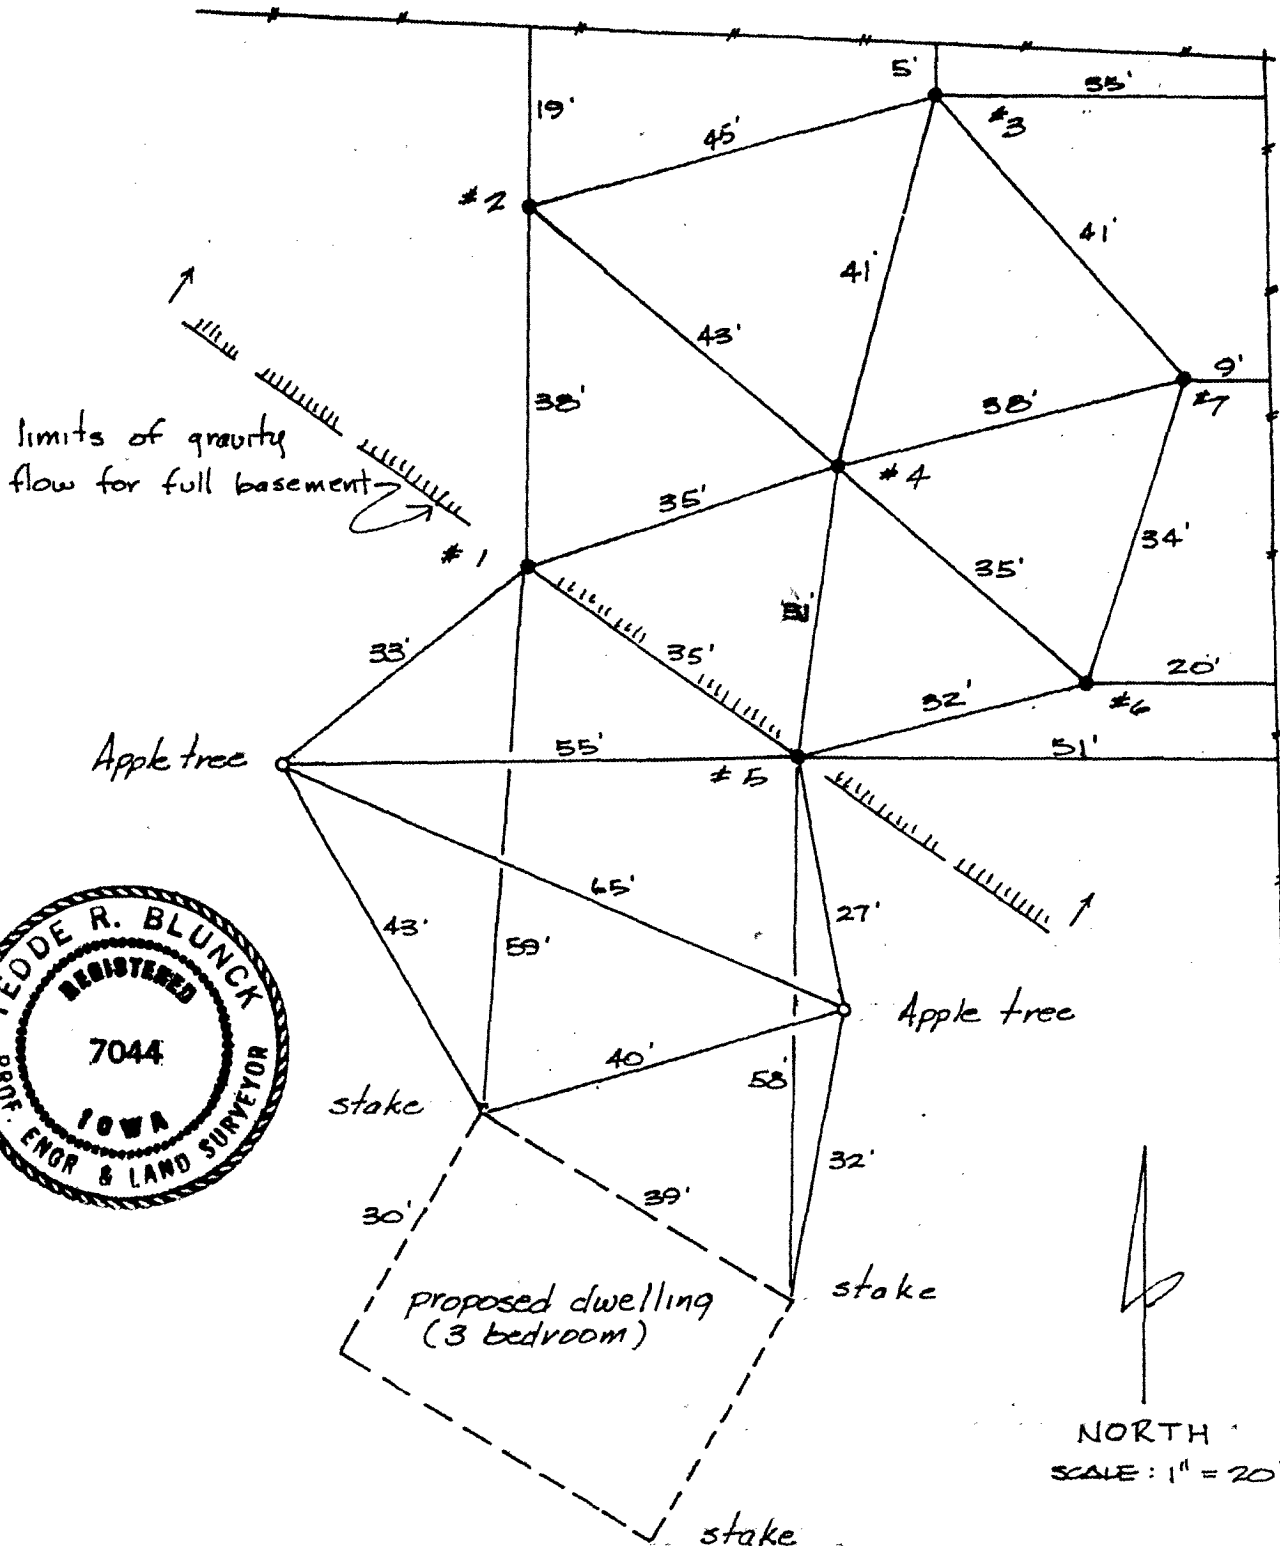 5'
35'
19'
#3
45'
#2
41'
41'
43'
9'
38'
#7
38'
limits of gravity
flow for full basement
#4
35'
#1
34'
35'
33'
35'
20'
32'
#6
Apple tree
55'
51'
#5
65'
27'
43'
59'
TEDDE R. BLUNCK
REGISTERED
7044
IOWA
PROF. ENGR & LAND SURVEYOR
Apple tree
40'
58'
stake
32'
39'
30'
stake
proposed dwelling
(3 bedroom)
NORTH
SCALE: 1" = 20'
stake